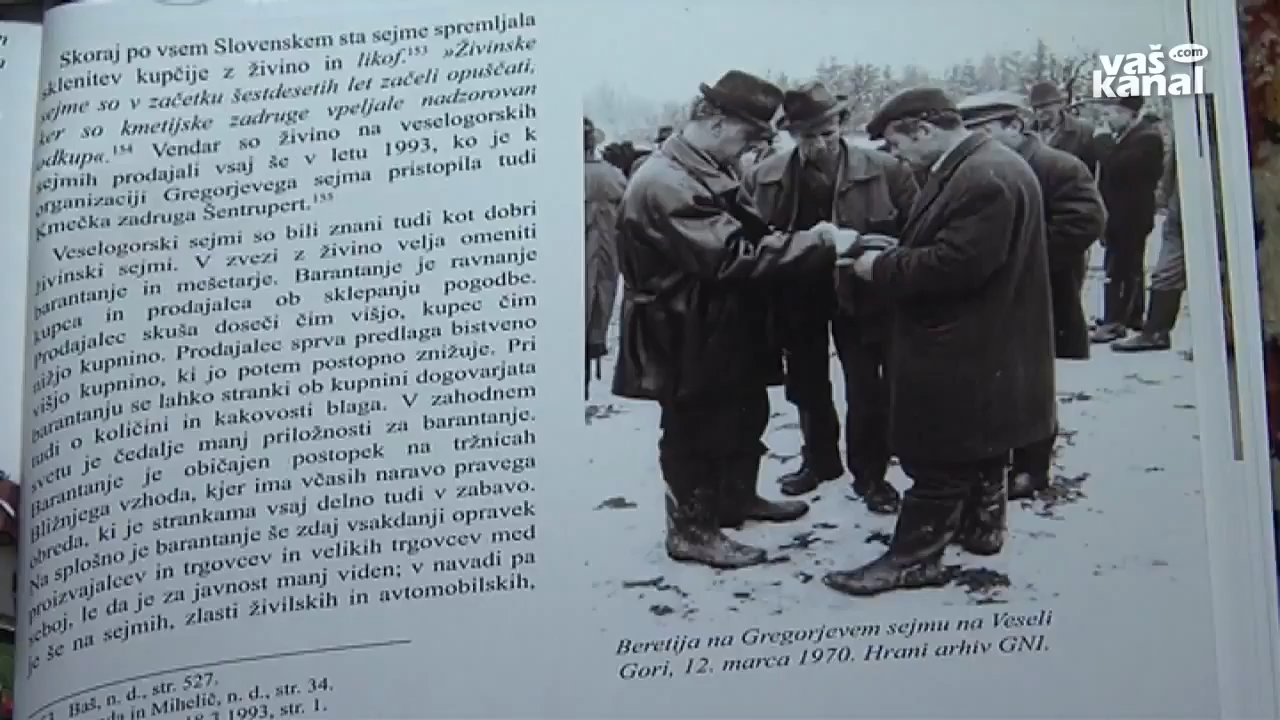 Skoraj po vsem Slovenskem sta sejme spremljala
sklenitev kupčije z živino in likof.153 »Živinske
sejme so v začetku šestdesetih let začeli opuščati,
ker so kmetijske zadruge vpeljale nadzorovan
odkup«.154 Vendar so živino na veselogorskih
sejmih prodajali vsaj še v letu 1993, ko je k
organizaciji Gregorjevega sejma pristopila tudi
Kmečka zadruga Šentrupert.155
Veselogorski sejmi so bili znani tudi kot dobri
živinski sejmi. V zvezi z živino velja omeniti
barantanje in mešetarje. Barantanje je ravnanje
kupca in prodajalca ob sklepanju pogodbe.
Prodajalec skuša doseči čim višjo, kupec čim
nižjo kupnino. Prodajalec sprva predlaga bistveno
višjo kupnino, ki jo potem postopno znižuje. Pri
barantanju se lahko stranki ob kupnini dogovarjata
tudi o količini in kakovosti blaga. V zahodnem
svetu je čedalje manj priložnosti za barantanje.
Barantanje je običajen postopek na tržnicah
Bližnjega vzhoda, kjer ima včasih naravo pravega
obreda, ki je strankama vsaj delno tudi v zabavo.
Na splošno je barantanje še zdaj vsakdanji opravek
proizvajalcev in trgovcev in velikih trgovcev med
seboj, le da je za javnost manj viden; v navadi pa
je še na sejmih, zlasti živilskih in avtomobilskih,
Baš, n. d., str. 527.
in Mihelič, n. d., str. 34.
1993, str. 1.
Beretija na Gregorjevem sejmu na Veseli
Gori, 12. marca 1970. Hrani arhiv GNI.
vaš
.com
kanal